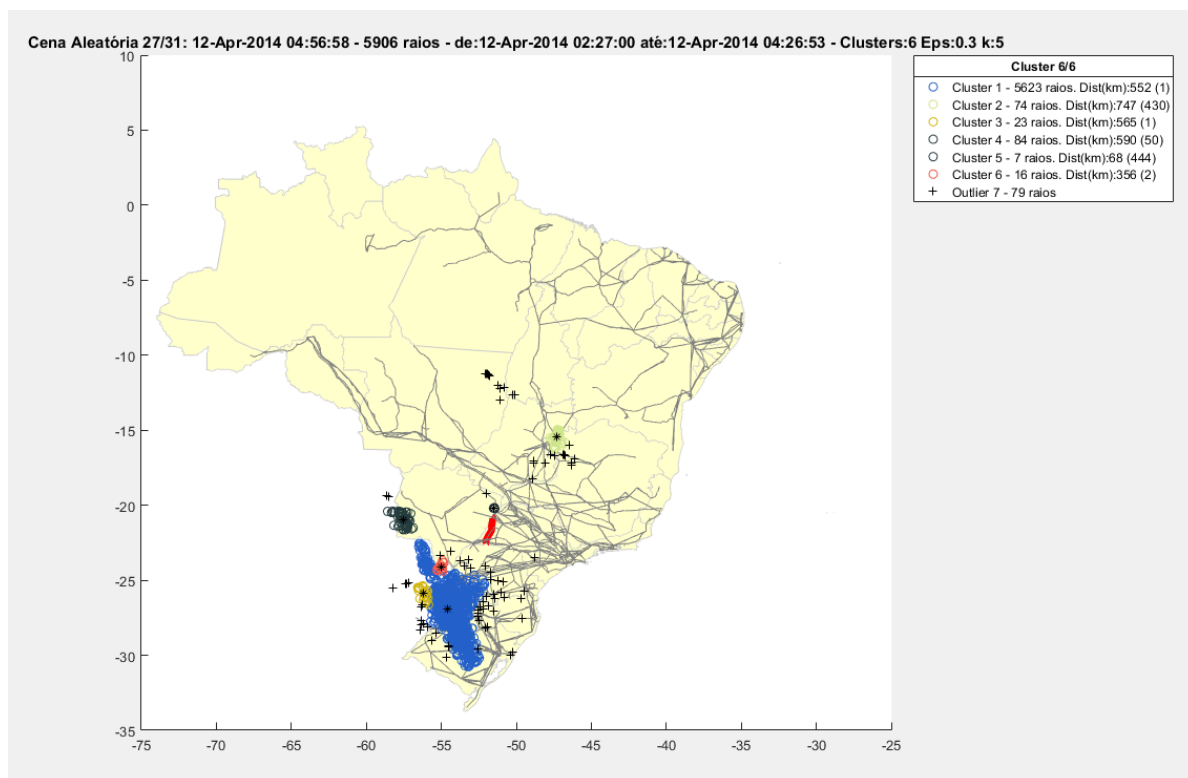 Cena Aleatória 27/31: 12-Apr-2014 04:56:58 - 5906 raios - de:12-Apr-2014 02:27:00 até:12-Apr-2014 04:26:53 - Clusters:6 Eps:0.3 k:5
Cluster 6/6
Cluster 1 - 5623 raios. Dist(km):552 (1)
Cluster 2 - 74 raios. Dist(km):747 (430)
Cluster 3 - 23 raios. Dist(km):565 (1)
Cluster 4 - 84 raios. Dist(km):590 (50)
Cluster 5 - 7 raios. Dist(km):68 (444)
Cluster 6 - 16 raios. Dist(km):356 (2)
Outlier 7 - 79 raios
10
5
0
-5
-10
-15
-20
-25
-30
-35
-75 -70 -65 -60 -55 -50 -45 -40 -35 -30 -25